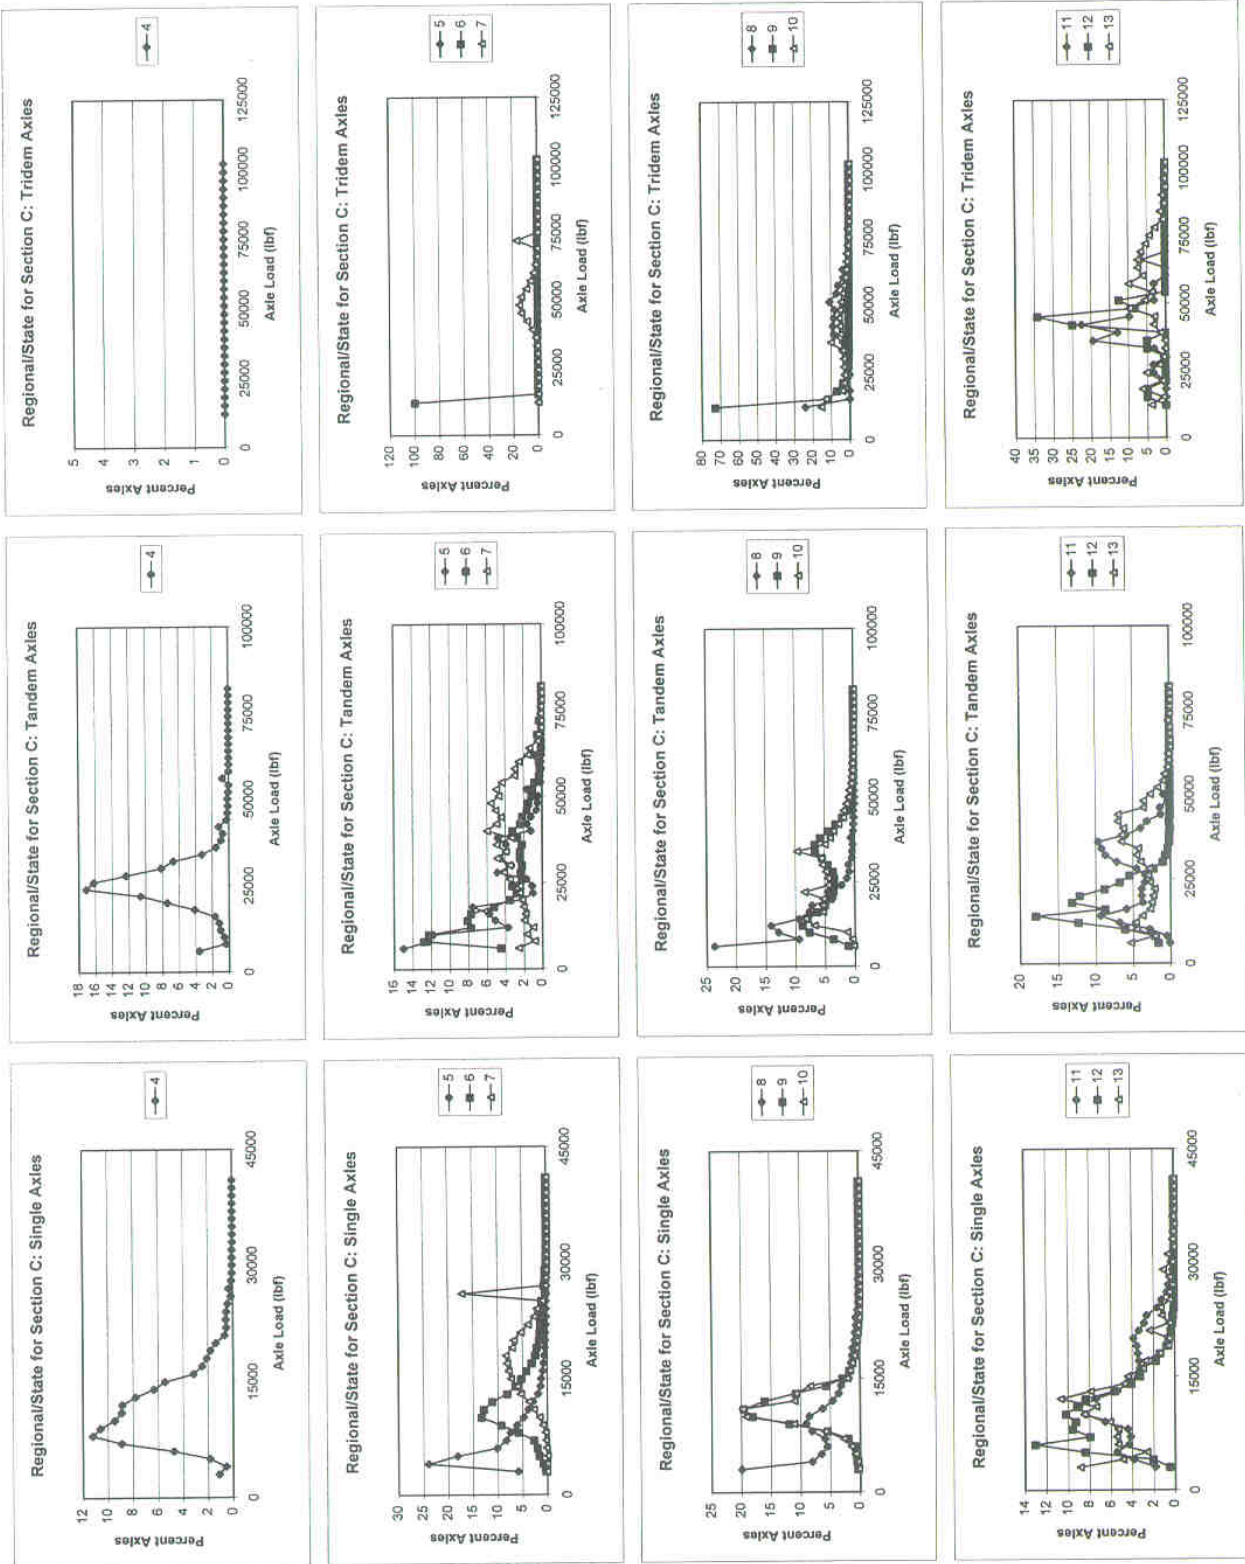 Regional/State for Section C: Single Axles
12
10
8
6
4
2
0
Percent Axles
4
0 15000 30000 45000
Axle Load (lbf)
Regional/State for Section C: Tandem Axles
18
16
14
12
10
8
6
4
2
0
Percent Axles
4
0 25000 50000 75000 100000
Axle Load (lbf)
Regional/State for Section C: Tridem Axles
5
4
3
2
1
0
Percent Axles
4
0 25000 50000 75000 100000 125000
Axle Load (lbf)
Regional/State for Section C: Single Axles
30
25
20
15
10
5
0
Percent Axles
5
6
7
0 15000 30000 45000
Axle Load (lbf)
Regional/State for Section C: Tandem Axles
16
14
12
10
8
6
4
2
0
Percent Axles
5
6
7
0 25000 50000 75000 100000
Axle Load (lbf)
Regional/State for Section C: Tridem Axles
120
100
80
60
40
20
0
Percent Axles
5
6
7
0 25000 50000 75000 100000 125000
Axle Load (lbf)
Regional/State for Section C: Single Axles
25
20
15
10
5
0
Percent Axles
8
9
10
0 15000 30000 45000
Axle Load (lbf)
Regional/State for Section C: Tandem Axles
25
20
15
10
5
0
Percent Axles
8
9
10
0 25000 50000 75000 100000
Axle Load (lbf)
Regional/State for Section C: Tridem Axles
80
70
60
50
40
30
20
10
0
Percent Axles
8
9
10
0 25000 50000 75000 100000 125000
Axle Load (lbf)
Regional/State for Section C: Single Axles
14
12
10
8
6
4
2
0
Percent Axles
11
12
13
0 15000 30000 45000
Axle Load (lbf)
Regional/State for Section C: Tandem Axles
20
15
10
5
0
Percent Axles
11
12
13
0 25000 50000 75000 100000
Axle Load (lbf)
Regional/State for Section C: Tridem Axles
40
35
30
25
20
15
10
5
0
Percent Axles
11
12
13
0 25000 50000 75000 100000 125000
Axle Load (lbf)